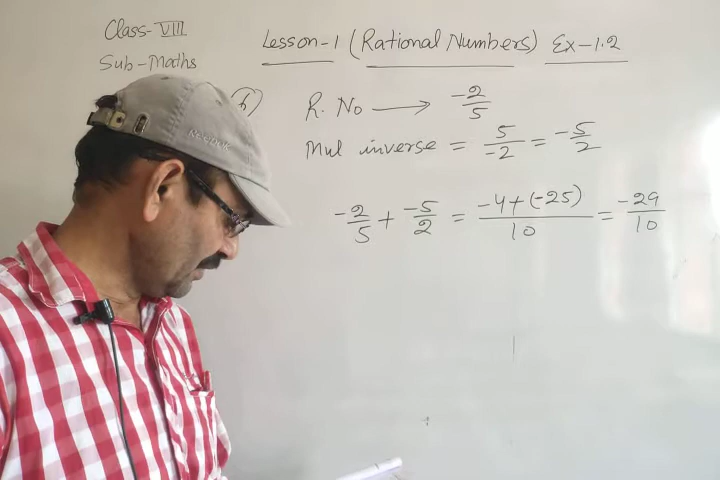 Class-VIII
Sub-Maths
Lesson-1 (Rational Numbers) Ex-1.2
R. No → -2/5
Mul inverse = 5/-2 = -5/2
-2/5 + -5/2 = -4+(-25)/10 = -29/10
Reebok